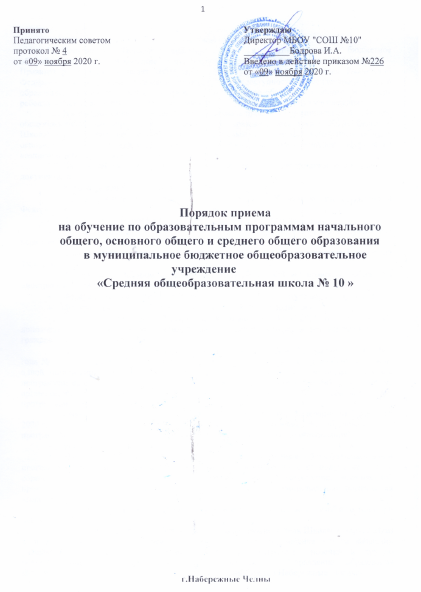 1
Принято
Педагогическим советом
протокол № 4
от «09» ноября 2020 г.
Утверждаю
Директор МБОУ "СОШ №10"
Бодрова И.А.
Введено в действие приказом №226
от «09» ноября 2020 г.
Порядок приема
на обучение по образовательным программам начального
общего, основного общего и среднего общего образования
в муниципальное бюджетное общеобразовательное
учреждение
«Средняя общеобразовательная школа № 10 »
г.Набережные Челны